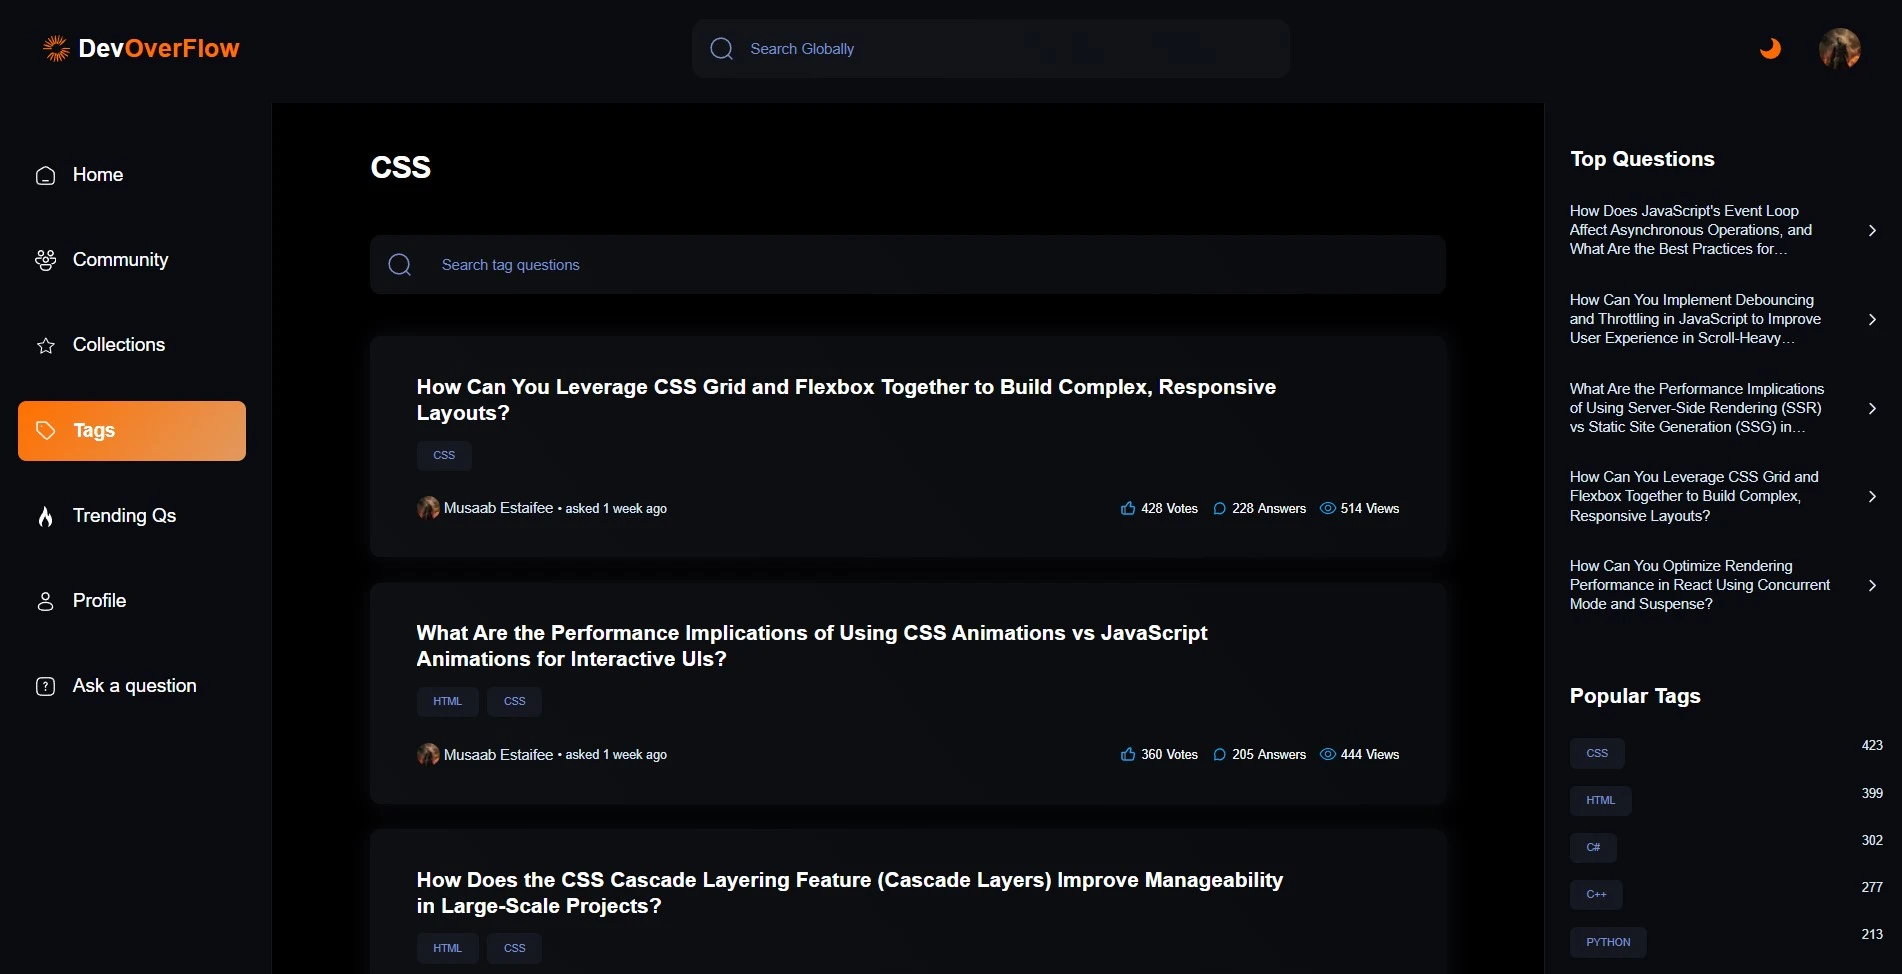 DevOverFlow
Search Globally
Home
Community
Collections
Tags
Trending Qs
Profile
Ask a question
CSS
Search tag questions
How Can You Leverage CSS Grid and Flexbox Together to Build Complex, Responsive
Layouts?
CSS
Musaab Estaifee • asked 1 week ago
428 Votes 228 Answers 514 Views
What Are the Performance Implications of Using CSS Animations vs JavaScript
Animations for Interactive UIs?
HTML CSS
Musaab Estaifee • asked 1 week ago
360 Votes 205 Answers 444 Views
How Does the CSS Cascade Layering Feature (Cascade Layers) Improve Manageability
in Large-Scale Projects?
HTML CSS
Top Questions
How Does JavaScript's Event Loop
Affect Asynchronous Operations, and
What Are the Best Practices for...
How Can You Implement Debouncing
and Throttling in JavaScript to Improve
User Experience in Scroll-Heavy...
What Are the Performance Implications
of Using Server-Side Rendering (SSR)
vs Static Site Generation (SSG) in...
How Can You Leverage CSS Grid and
Flexbox Together to Build Complex,
Responsive Layouts?
How Can You Optimize Rendering
Performance in React Using Concurrent
Mode and Suspense?
Popular Tags
CSS 423
HTML 399
C# 302
C++ 277
PYTHON 213